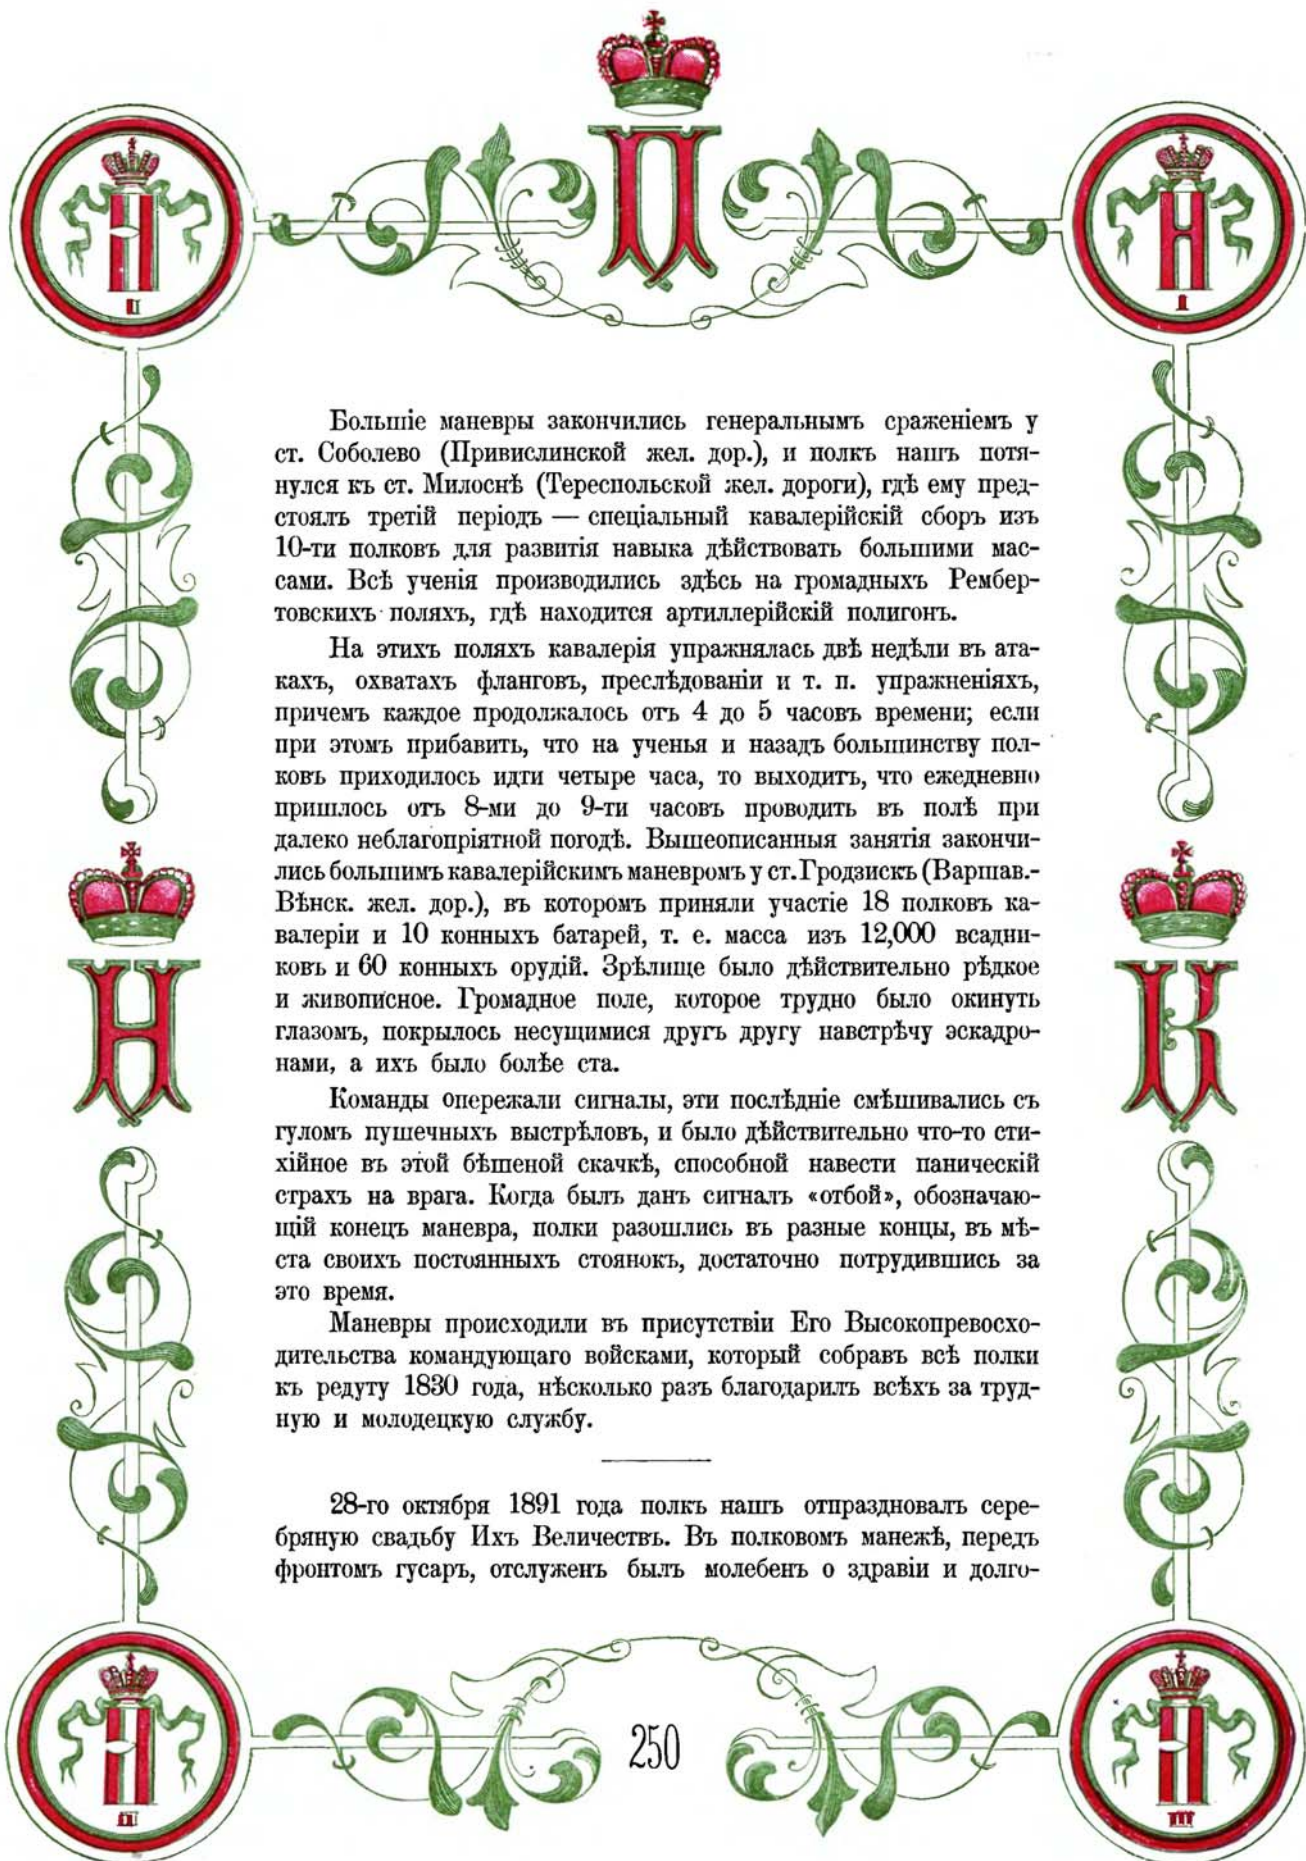 П
II
I
Большіе маневры закончились генеральнымъ сраженіемъ у
ст. Соболево (Привислинской жел. дор.), и полкъ нашъ потя-
нулся къ ст. Милоснѣ (Тереспольской жел. дороги), гдѣ ему пред-
стоялъ третій періодъ — спеціальный кавалерійскій сборъ изъ
10-ти полковъ для развитія навыка дѣйствовать большими мас-
сами. Всѣ ученія производились здѣсь на громадныхъ Рембер-
товскихъ поляхъ, гдѣ находится артиллерійскій полигонъ.
На этихъ поляхъ кавалерія упражнялась двѣ недѣли въ ата-
кахъ, охватахъ фланговъ, преслѣдованіи и т. п. упражненіяхъ,
причемъ каждое продолжалось отъ 4 до 5 часовъ времени; если
при этомъ прибавить, что на ученья и назадъ большинству пол-
ковъ приходилось идти четыре часа, то выходитъ, что ежедневно
пришлось отъ 8-ми до 9-ти часовъ проводить въ полѣ при
далеко неблагопріятной погодѣ. Вышеописанныя занятія закончи-
лись большимъ кавалерійскимъ маневромъ у ст. Гродзискъ (Варшав.-
Вѣнск. жел. дор.), въ которомъ приняли участіе 18 полковъ ка-
валеріи и 10 конныхъ батарей, т. е. масса изъ 12,000 всадни-
ковъ и 60 конныхъ орудій. Зрѣлище было дѣйствительно рѣдкое
и живописное. Громадное поле, которое трудно было окинуть
глазомъ, покрылось несущимися другъ другу навстрѣчу эскадро-
нами, а ихъ было болѣе ста.
Н
К
Команды опережали сигналы, эти послѣдніе смѣшивались съ
гуломъ пушечныхъ выстрѣловъ, и было дѣйствительно что-то сти-
хійное въ этой бѣшеной скачкѣ, способной навести паническій
страхъ на врага. Когда былъ данъ сигналъ «отбой», обозначаю-
щій конецъ маневра, полки разошлись въ разные концы, въ мѣ-
ста своихъ постоянныхъ стоянокъ, достаточно потрудившись за
это время.
Маневры происходили въ присутствіи Его Высокопревосхо-
дительства командующаго войсками, который собравъ всѣ полки
къ редуту 1830 года, нѣсколько разъ благодарилъ всѣхъ за труд-
ную и молодецкую службу.
28-го октября 1891 года полкъ нашъ отпраздновалъ сере-
бряную свадьбу Ихъ Величествъ. Въ полковомъ манежѣ, передъ
фронтомъ гусаръ, отслуженъ былъ молебенъ о здравіи и долго-
250
III